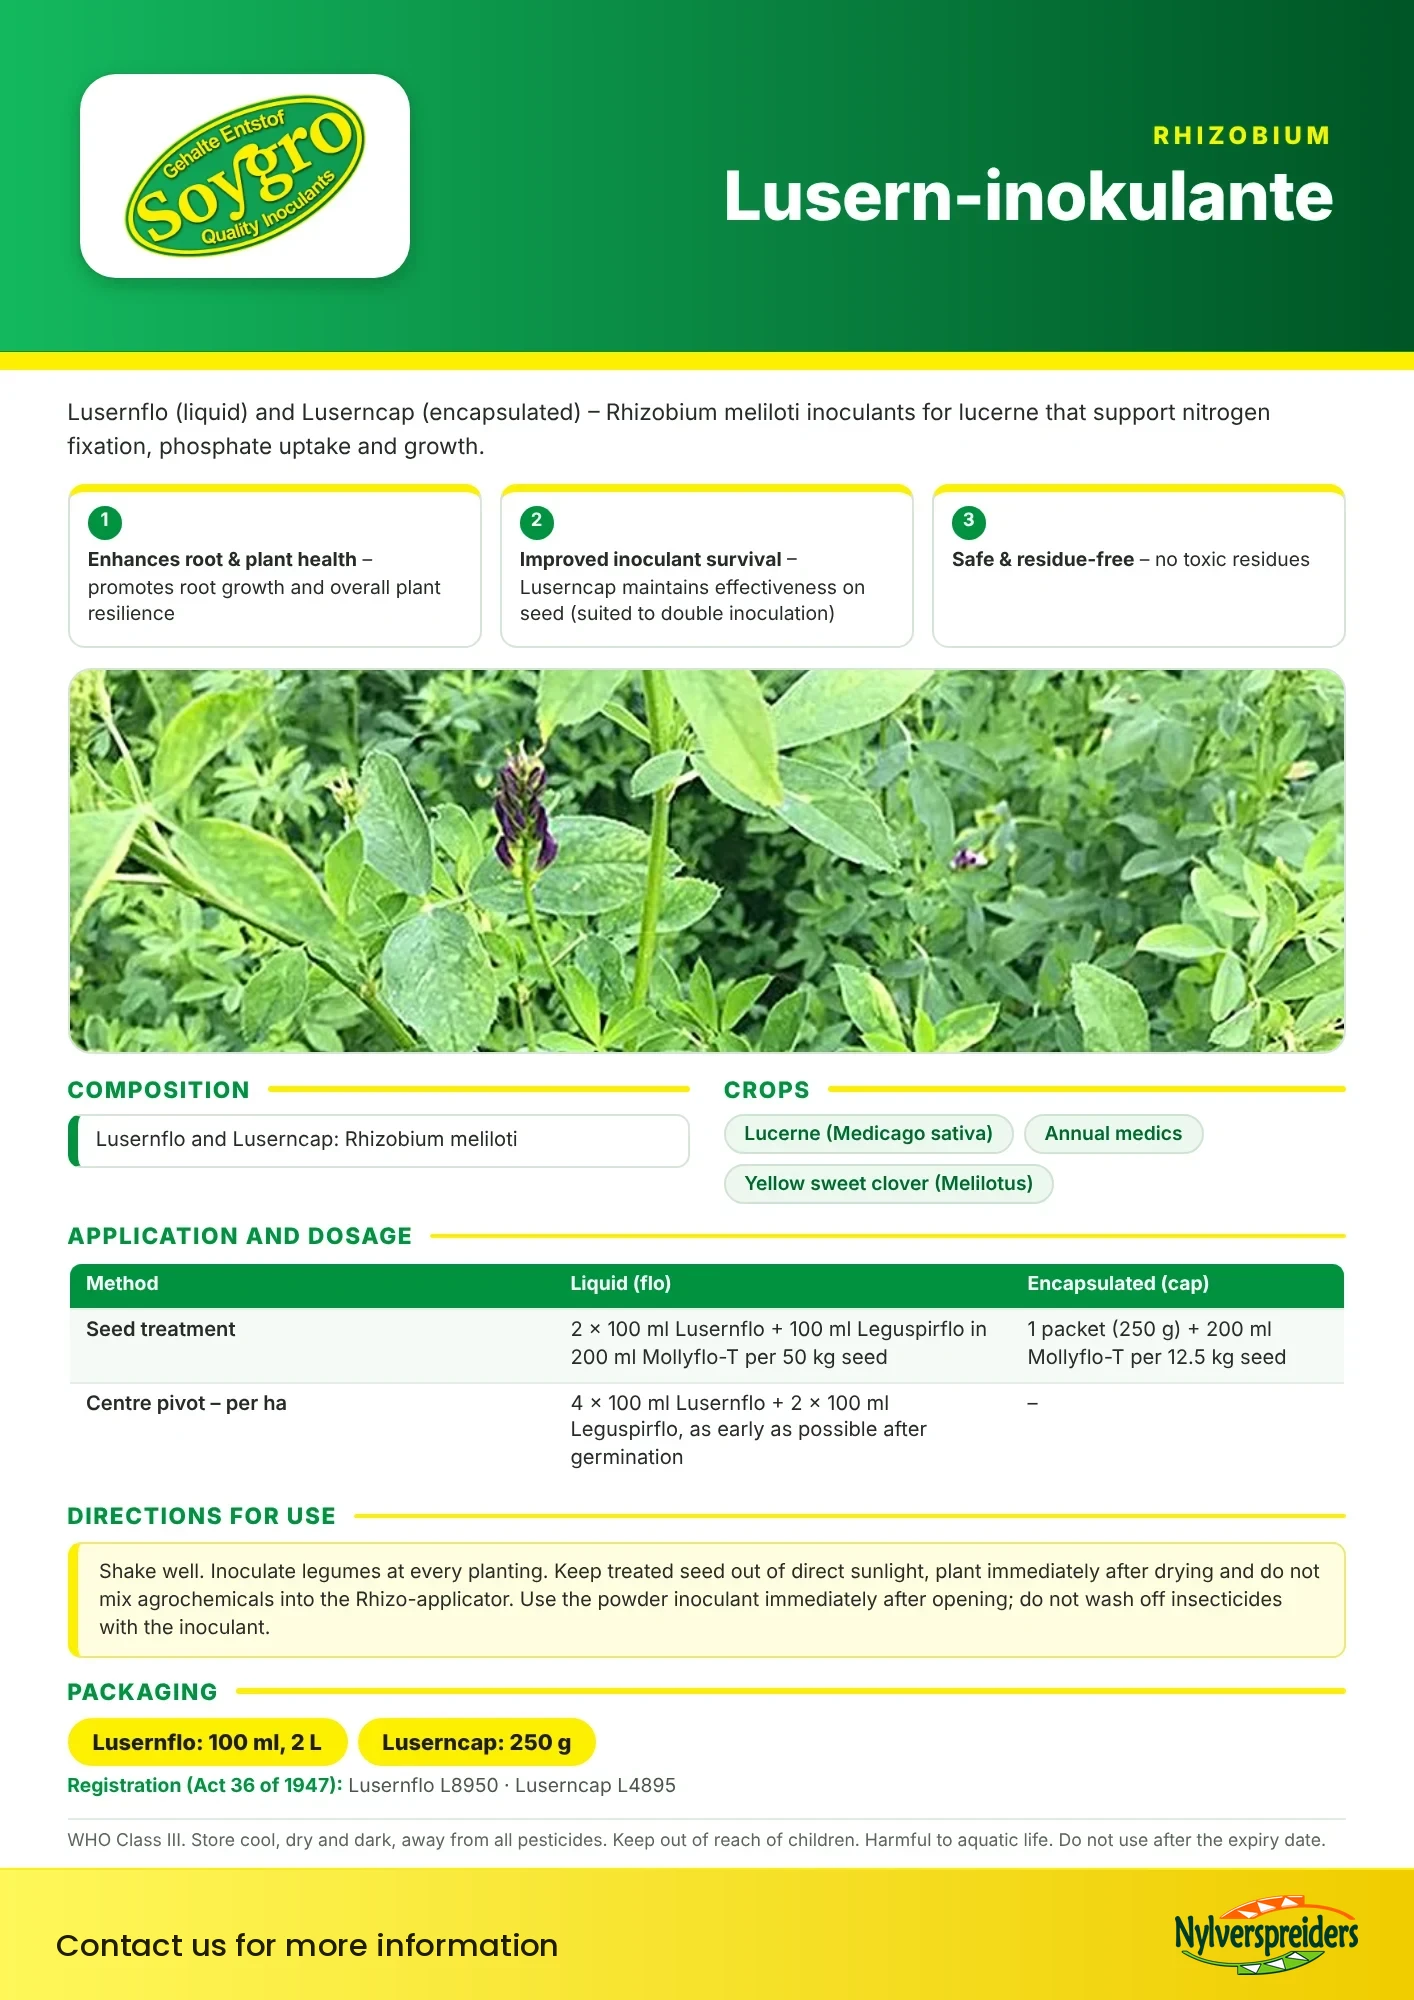 Gehalte Entstof
Soygro
Quality Inoculants
RHIZOBIUM
Lusern-inokulante
Lusernflo (liquid) and Luserncap (encapsulated) – Rhizobium meliloti inoculants for lucerne that support nitrogen
fixation, phosphate uptake and growth.
1
Enhances root & plant health –
promotes root growth and overall plant
resilience
2
Improved inoculant survival –
Luserncap maintains effectiveness on
seed (suited to double inoculation)
3
Safe & residue-free – no toxic residues
COMPOSITION
Lusernflo and Luserncap: Rhizobium meliloti
CROPS
Lucerne (Medicago sativa) Annual medics
Yellow sweet clover (Melilotus)
APPLICATION AND DOSAGE
Method Liquid (flo) Encapsulated (cap)
Seed treatment
2 × 100 ml Lusernflo + 100 ml Leguspirflo in
200 ml Mollyflo-T per 50 kg seed
1 packet (250 g) + 200 ml
Mollyflo-T per 12.5 kg seed
Centre pivot – per ha
4 × 100 ml Lusernflo + 2 × 100 ml
Leguspirflo, as early as possible after
germination
–
DIRECTIONS FOR USE
Shake well. Inoculate legumes at every planting. Keep treated seed out of direct sunlight, plant immediately after drying and do not
mix agrochemicals into the Rhizo-applicator. Use the powder inoculant immediately after opening; do not wash off insecticides
with the inoculant.
PACKAGING
Lusernflo: 100 ml, 2 L Luserncap: 250 g
Registration (Act 36 of 1947): Lusernflo L8950 · Luserncap L4895
WHO Class III. Store cool, dry and dark, away from all pesticides. Keep out of reach of children. Harmful to aquatic life. Do not use after the expiry date.
Contact us for more information
Nylverspreiders